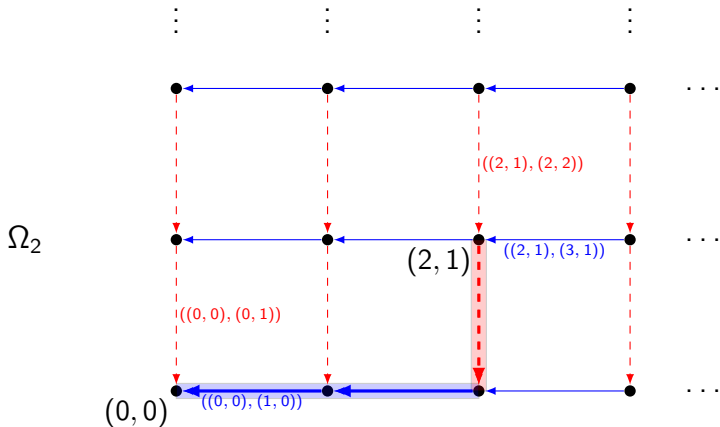 ⋮ ⋮ ⋮ ⋮
⋯
((2, 1), (2, 2))
Ω₂
⋯
((2, 1), (3, 1))
(2, 1)
((0, 0), (0, 1))
⋯
((0, 0), (1, 0))
(0, 0)